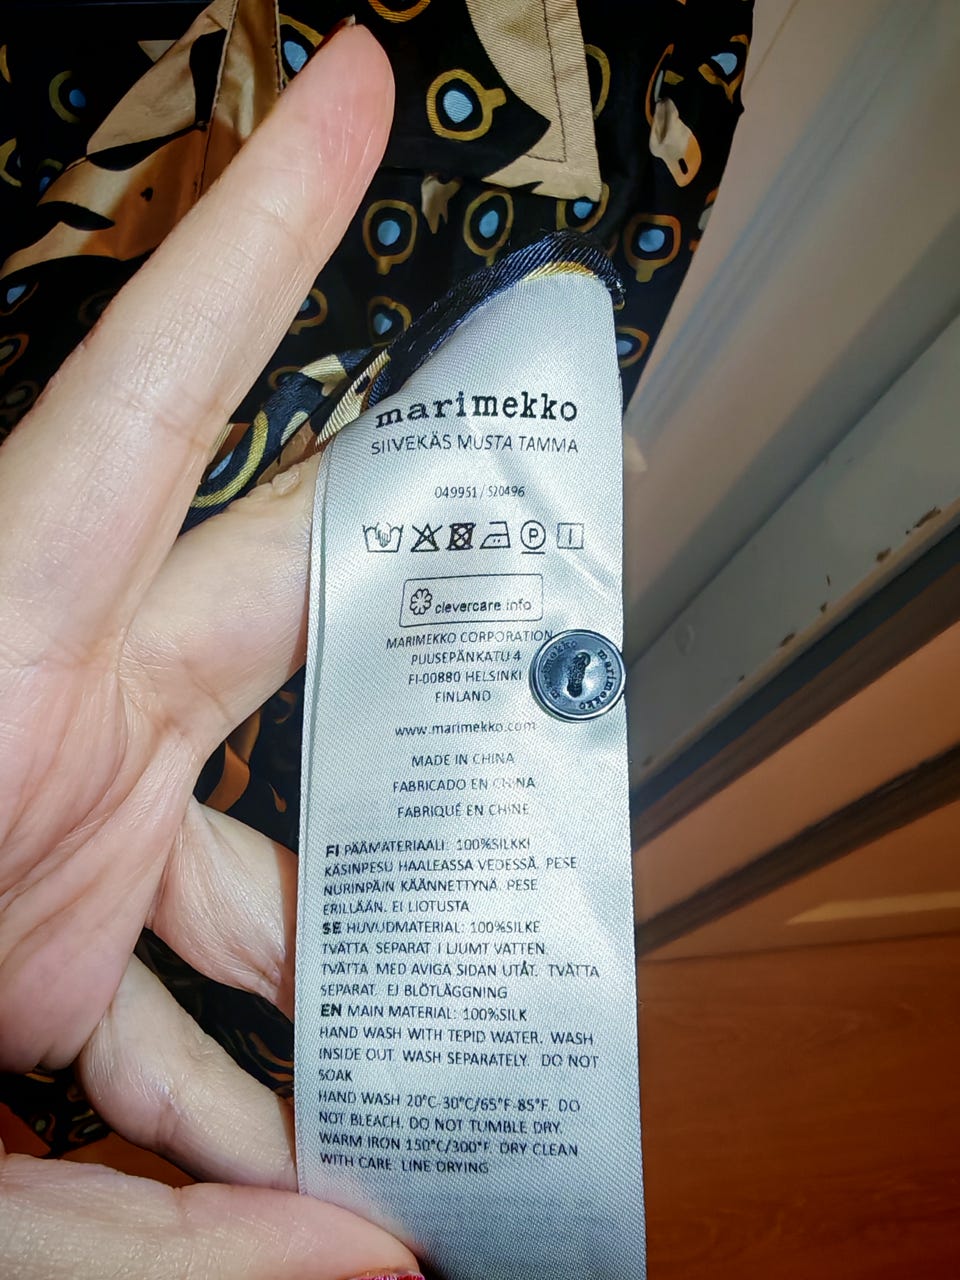 marimekko
SIIVEKÄS MUSTA TAMMA
049951 / 520496
P
clevercare.info
MARIMEKKO CORPORATION
PUUSEPÄNKATU 4
FI-00880 HELSINKI
FINLAND
marimekko marimekko
www.marimekko.com
MADE IN CHINA
FABRICADO EN CHINA
FABRIQUÉ EN CHINE
FI PÄÄMATERIAALI: 100%SILKKI
KÄSINPESU HAALEASSA VEDESSÄ. PESE
NURINPÄIN KÄÄNNETTYNÄ. PESE
ERILLÄÄN. EI LIOTUSTA
SE HUVUDMATERIAL: 100%SILKE
TVÄTTA SEPARAT I LJUMT VATTEN.
TVÄTTA MED AVIGA SIDAN UTÅT. TVÄTTA
SEPARAT. EJ BLÖTLÄGGNING
EN MAIN MATERIAL: 100%SILK
HAND WASH WITH TEPID WATER. WASH
INSIDE OUT. WASH SEPARATELY. DO NOT
SOAK
HAND WASH 20°C-30°C/65°F-85°F. DO
NOT BLEACH. DO NOT TUMBLE DRY.
WARM IRON 150°C/300°F. DRY CLEAN
WITH CARE. LINE DRYING